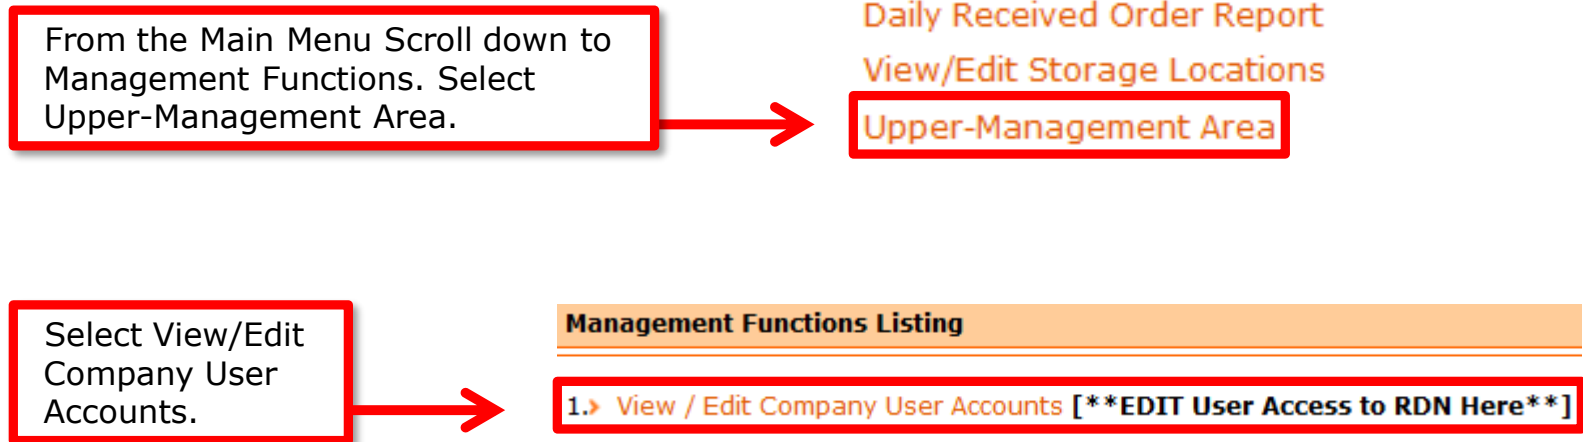 From the Main Menu Scroll down to
Management Functions. Select
Upper-Management Area.
Daily Received Order Report
View/Edit Storage Locations
Upper-Management Area
Select View/Edit
Company User
Accounts.
Management Functions Listing
1.› View / Edit Company User Accounts [**EDIT User Access to RDN Here**]